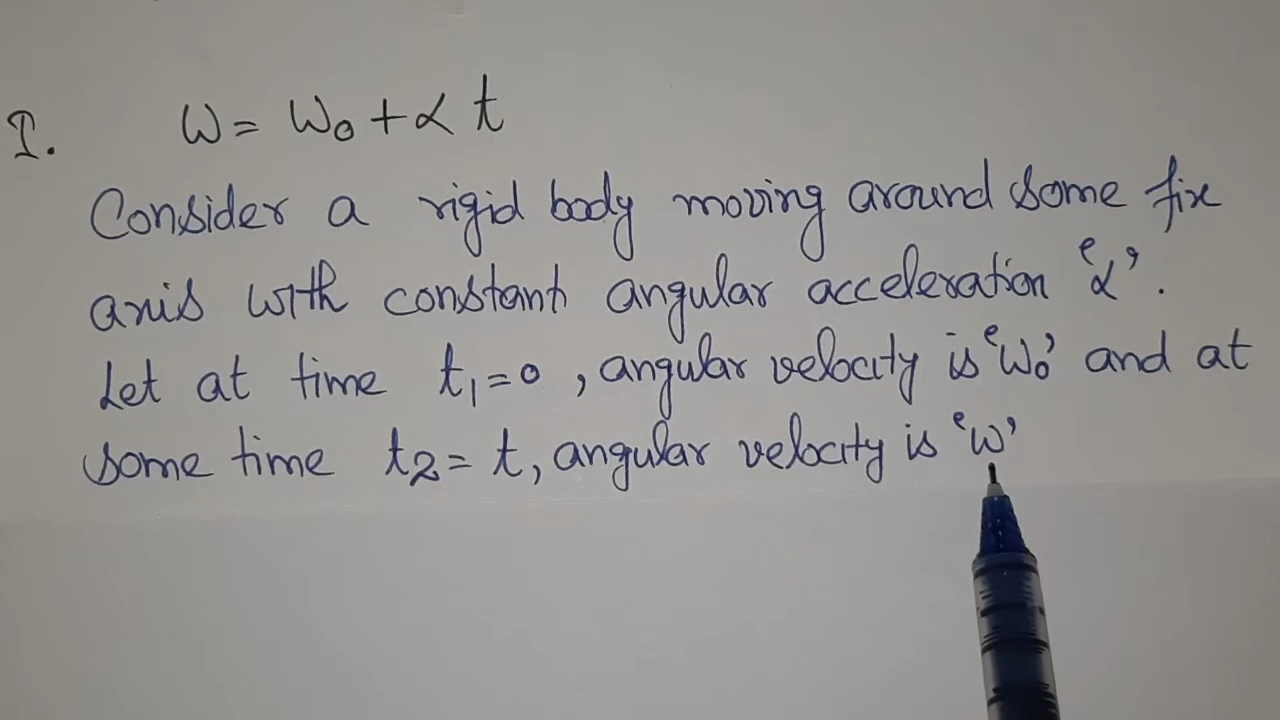 I. ω = ω₀ + α t
Consider a rigid body moving around some fix
axis with constant angular acceleration ‘α’.
Let at time t₁=0, angular velocity is ‘ω₀’ and at
some time t₂= t, angular velocity is ‘ω’